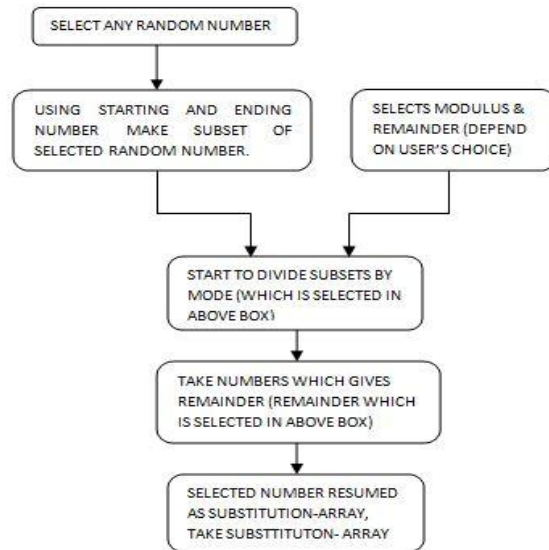 SELECT ANY RANDOM NUMBER
USING STARTING AND ENDING
NUMBER MAKE SUBSET OF
SELECTED RANDOM NUMBER.
SELECTS MODULUS &
REMAINDER (DEPEND
ON USER'S CHOICE)
START TO DIVIDE SUBSETS BY
MODE (WHICH IS SELECTED IN
ABOVE BOX)
TAKE NUMBERS WHICH GIVES
REMAINDER (REMAINDER WHICH
IS SELECTED IN ABOVE BOX)
SELECTED NUMBER RESUMED
AS SUBSTITUTION-ARRAY,
TAKE SUBSTTITUTON- ARRAY